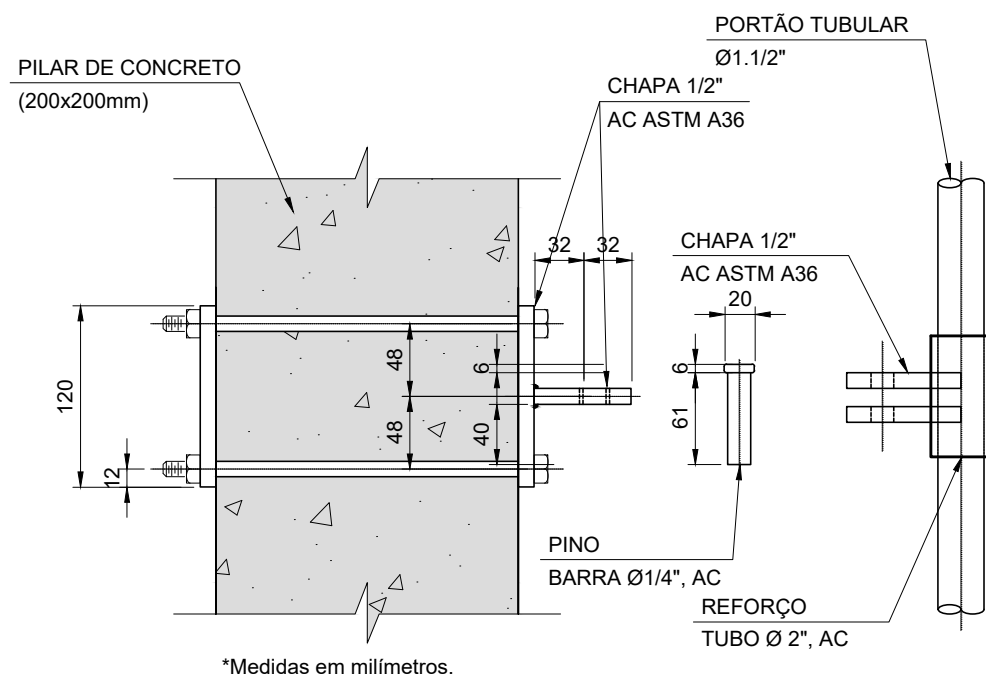 PORTÃO TUBULAR
Ø1.1/2"
PILAR DE CONCRETO
(200x200mm)
CHAPA 1/2"
AC ASTM A36
32
32
CHAPA 1/2"
AC ASTM A36
20
120
12
48
48
6
40
6
61
PINO
BARRA Ø1/4", AC
REFORÇO
TUBO Ø 2", AC
*Medidas em milímetros.